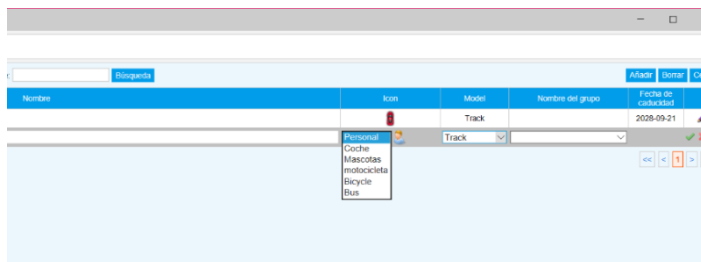 Búsqueda Añadir Borrar
Nombre Icon Model Nombre del grupo Fecha de caducidad
Track 2028-09-21
Personal Track
Coche
Mascotas
motocicleta
Bicycle
Bus
<< < 1 >